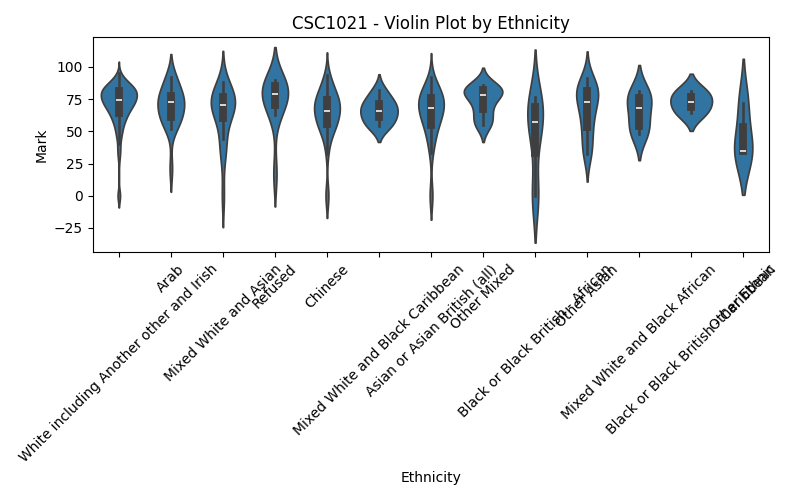 CSC1021 - Violin Plot by Ethnicity
Mark
100
75
50
25
0
−25
White including Another other and Irish
Arab
Mixed White and Asian
Refused
Chinese
Mixed White and Black Caribbean
Asian or Asian British (all)
Other Mixed
Black or Black British - African
Other Asian
Mixed White and Black African
Black or Black British - Caribbean
Other Ethnic
Ethnicity